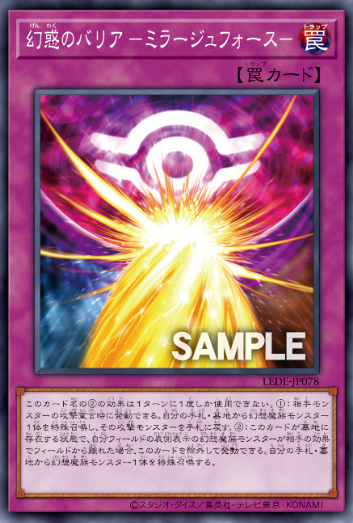 幻惑のバリア －ミラージュフォース－
罠
【罠カード】
SAMPLE
LEDE-JP078
このカード名の②の効果は１ターンに１度しか使用できない。①：相手モ
ンスターの攻撃宣言時に発動できる。自分の手札・墓地から幻想魔族モンスター
１体を特殊召喚し、その攻撃モンスターを手札に戻す。②：このカードが墓地に
存在する状態で、自分フィールドの表側表示の幻想魔族モンスターが相手の効果
でフィールドから離れた場合、このカードを除外して発動できる。自分の手札・墓
地から幻想魔族モンスター１体を特殊召喚する。
©スタジオ・ダイス／集英社・テレビ東京・KONAMI